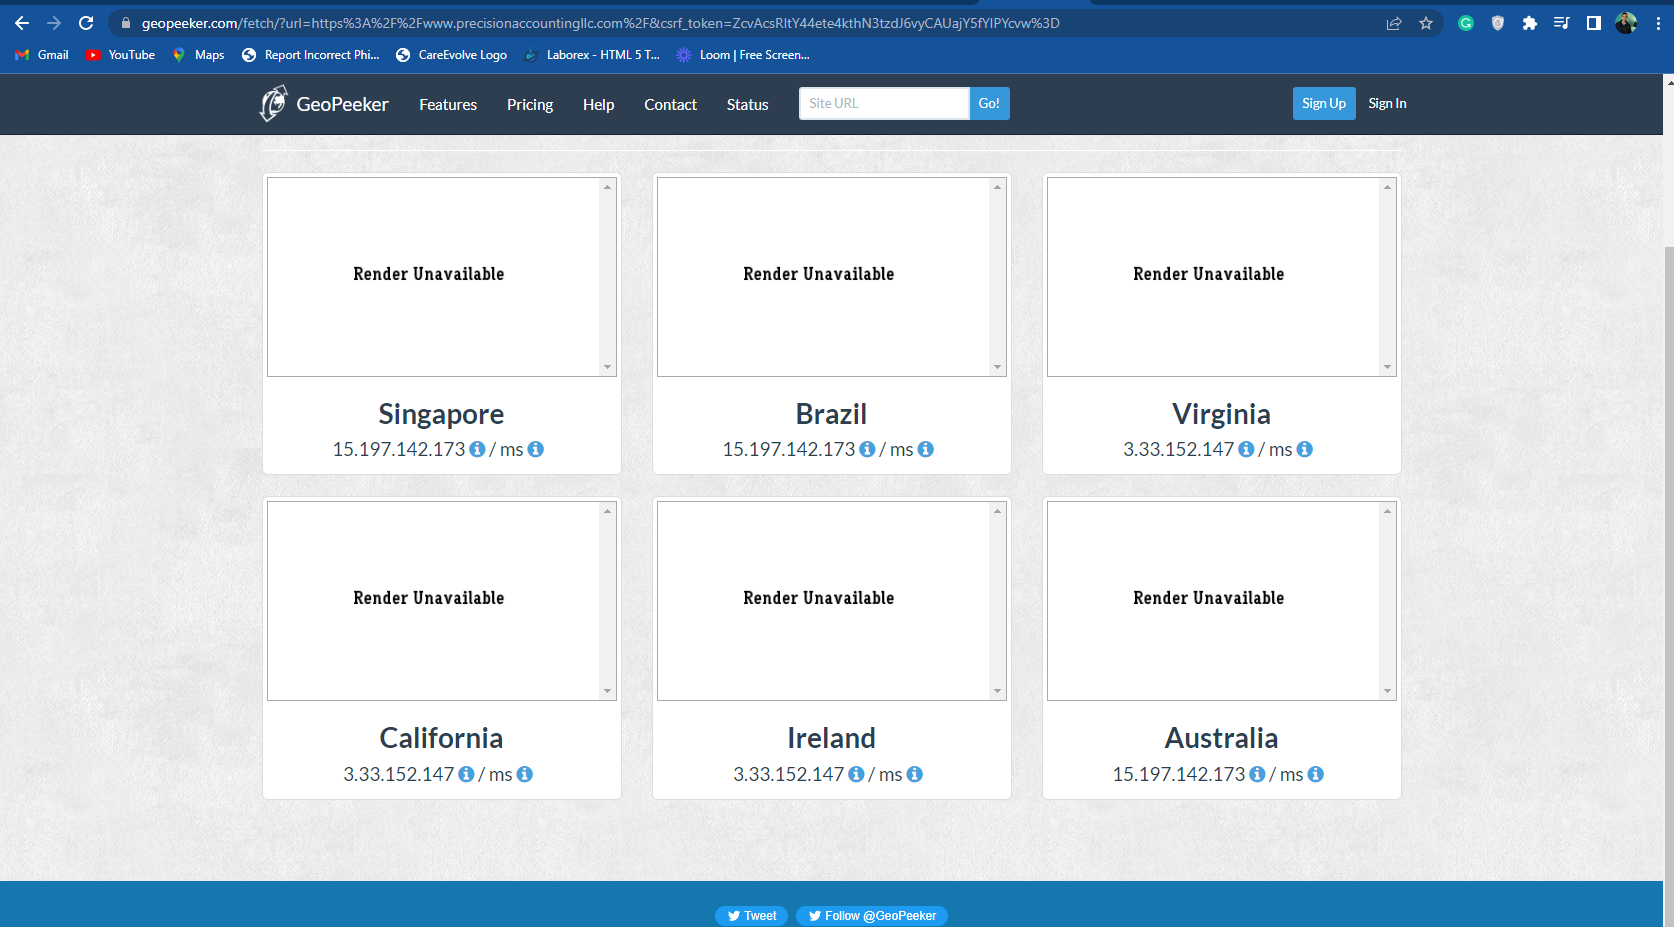 geopeeker.com/fetch/?url=https%3A%2F%2Fwww.precisionaccountingllc.com%2F&csrf_token=ZcvAcsRItY44ete4kthN3tzdJ6vyCAUajY5fYIPYcvw%3D
Gmail YouTube Maps Report Incorrect Phi... CareEvolve Logo Laborex - HTML 5 T... Loom | Free Screen...
GeoPeeker Features Pricing Help Contact Status Site URL Go! Sign Up Sign In
Render Unavailable Render Unavailable Render Unavailable
Singapore Brazil Virginia
15.197.142.173 / ms 15.197.142.173 / ms 3.33.152.147 / ms
Render Unavailable Render Unavailable Render Unavailable
California Ireland Australia
3.33.152.147 / ms 3.33.152.147 / ms 15.197.142.173 / ms
Tweet Follow @GeoPeeker